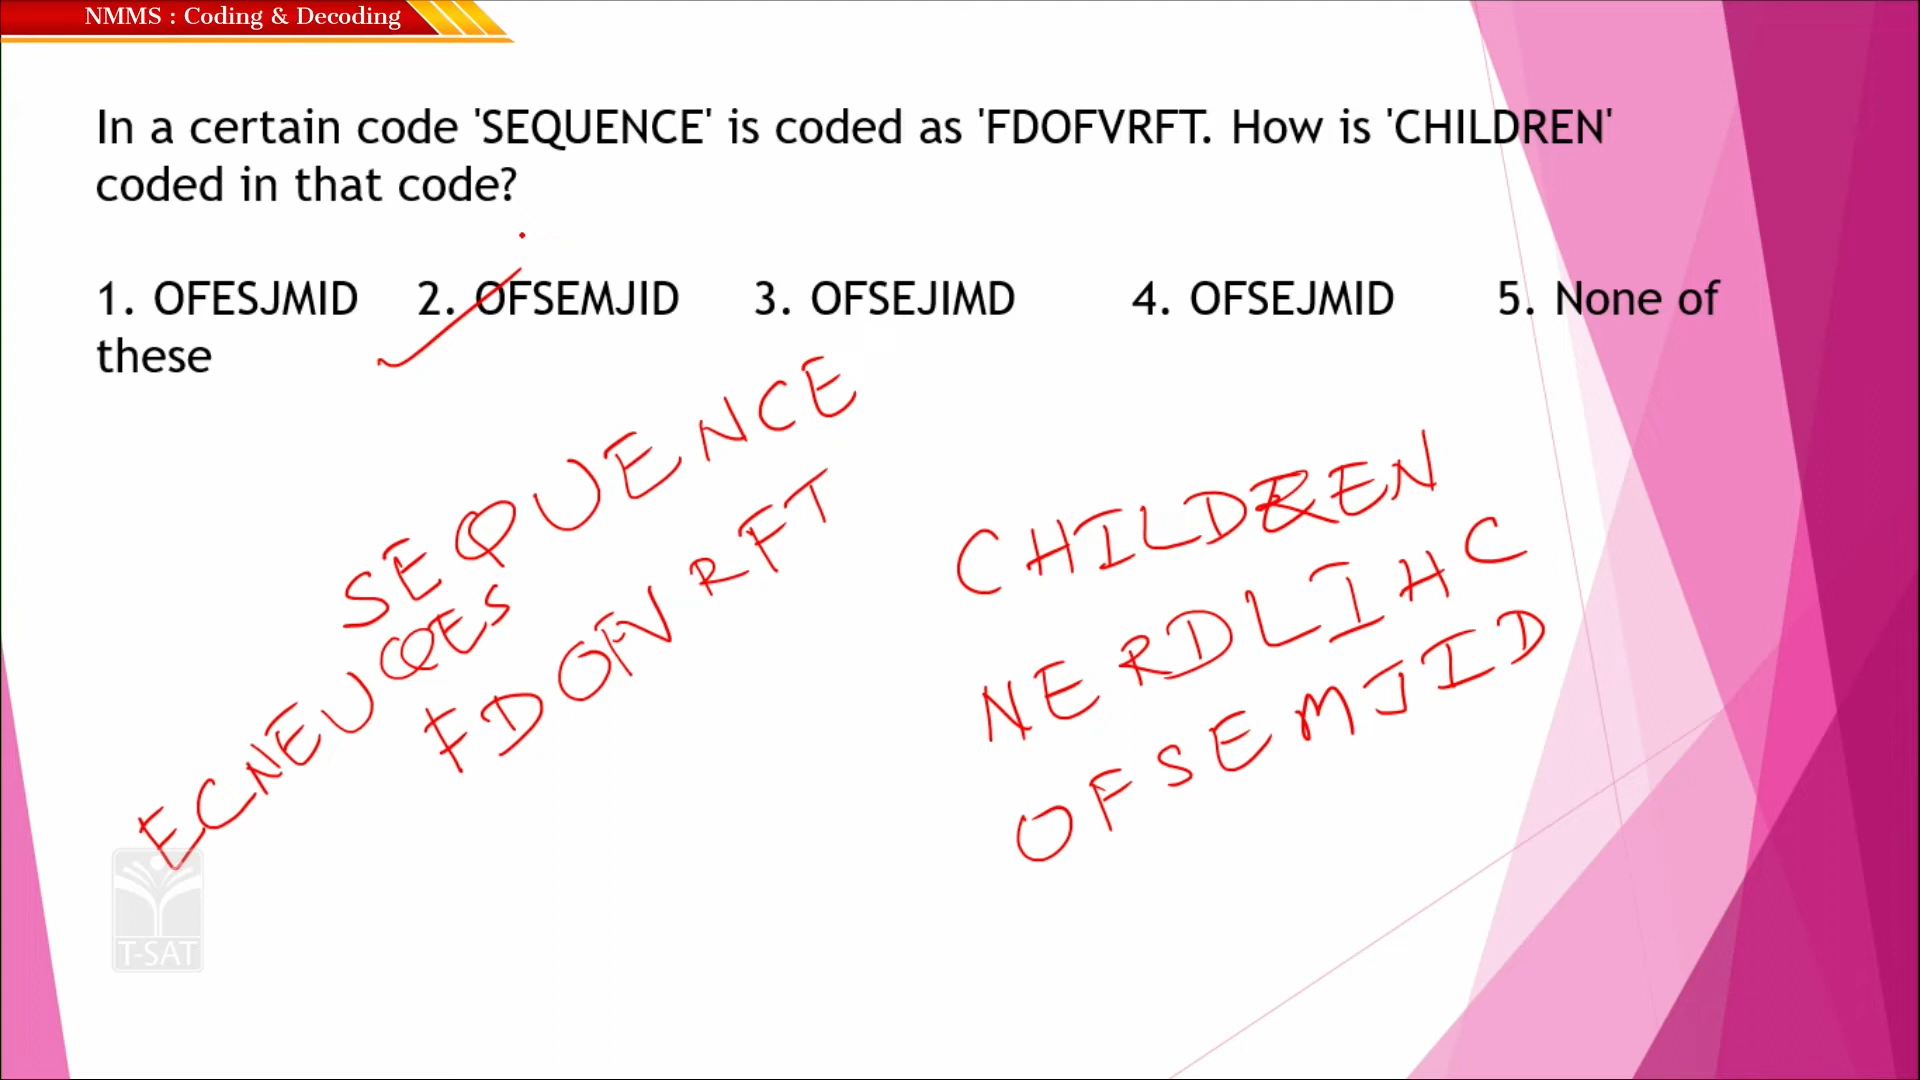 NMMS : Coding & Decoding
In a certain code 'SEQUENCE' is coded as 'FDOFVRFT. How is 'CHILDREN'
coded in that code?
1. OFESJMID 2. OFSEMJID 3. OFSEJIMD 4. OFSEJMID 5. None of
these
SEQUENCE
ECNEUQES
FDOFVRFT
CHILDREN
NERDLIHC
OFSEMJID
T-SAT